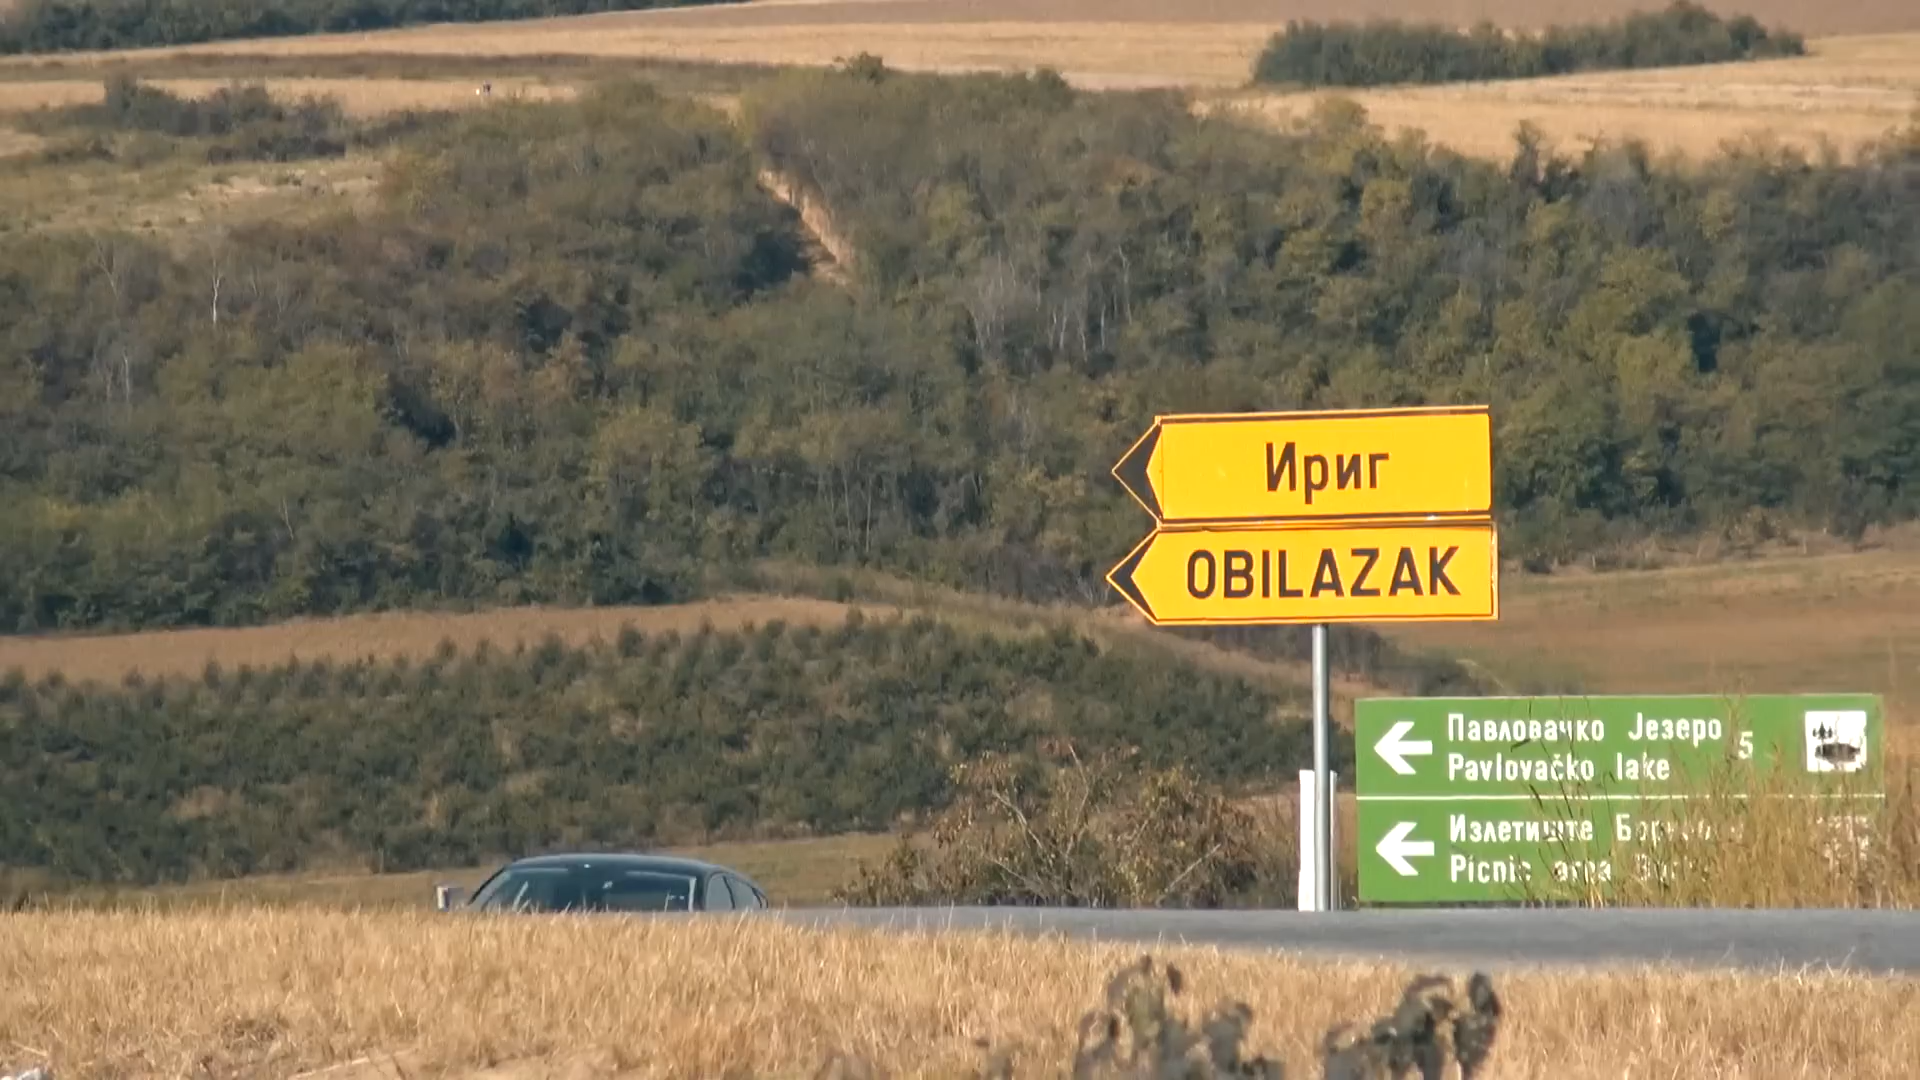 Ириг
OBILAZAK
Павловачко Језеро
Pavlovačko lake
5
Излетиште
Picnic area